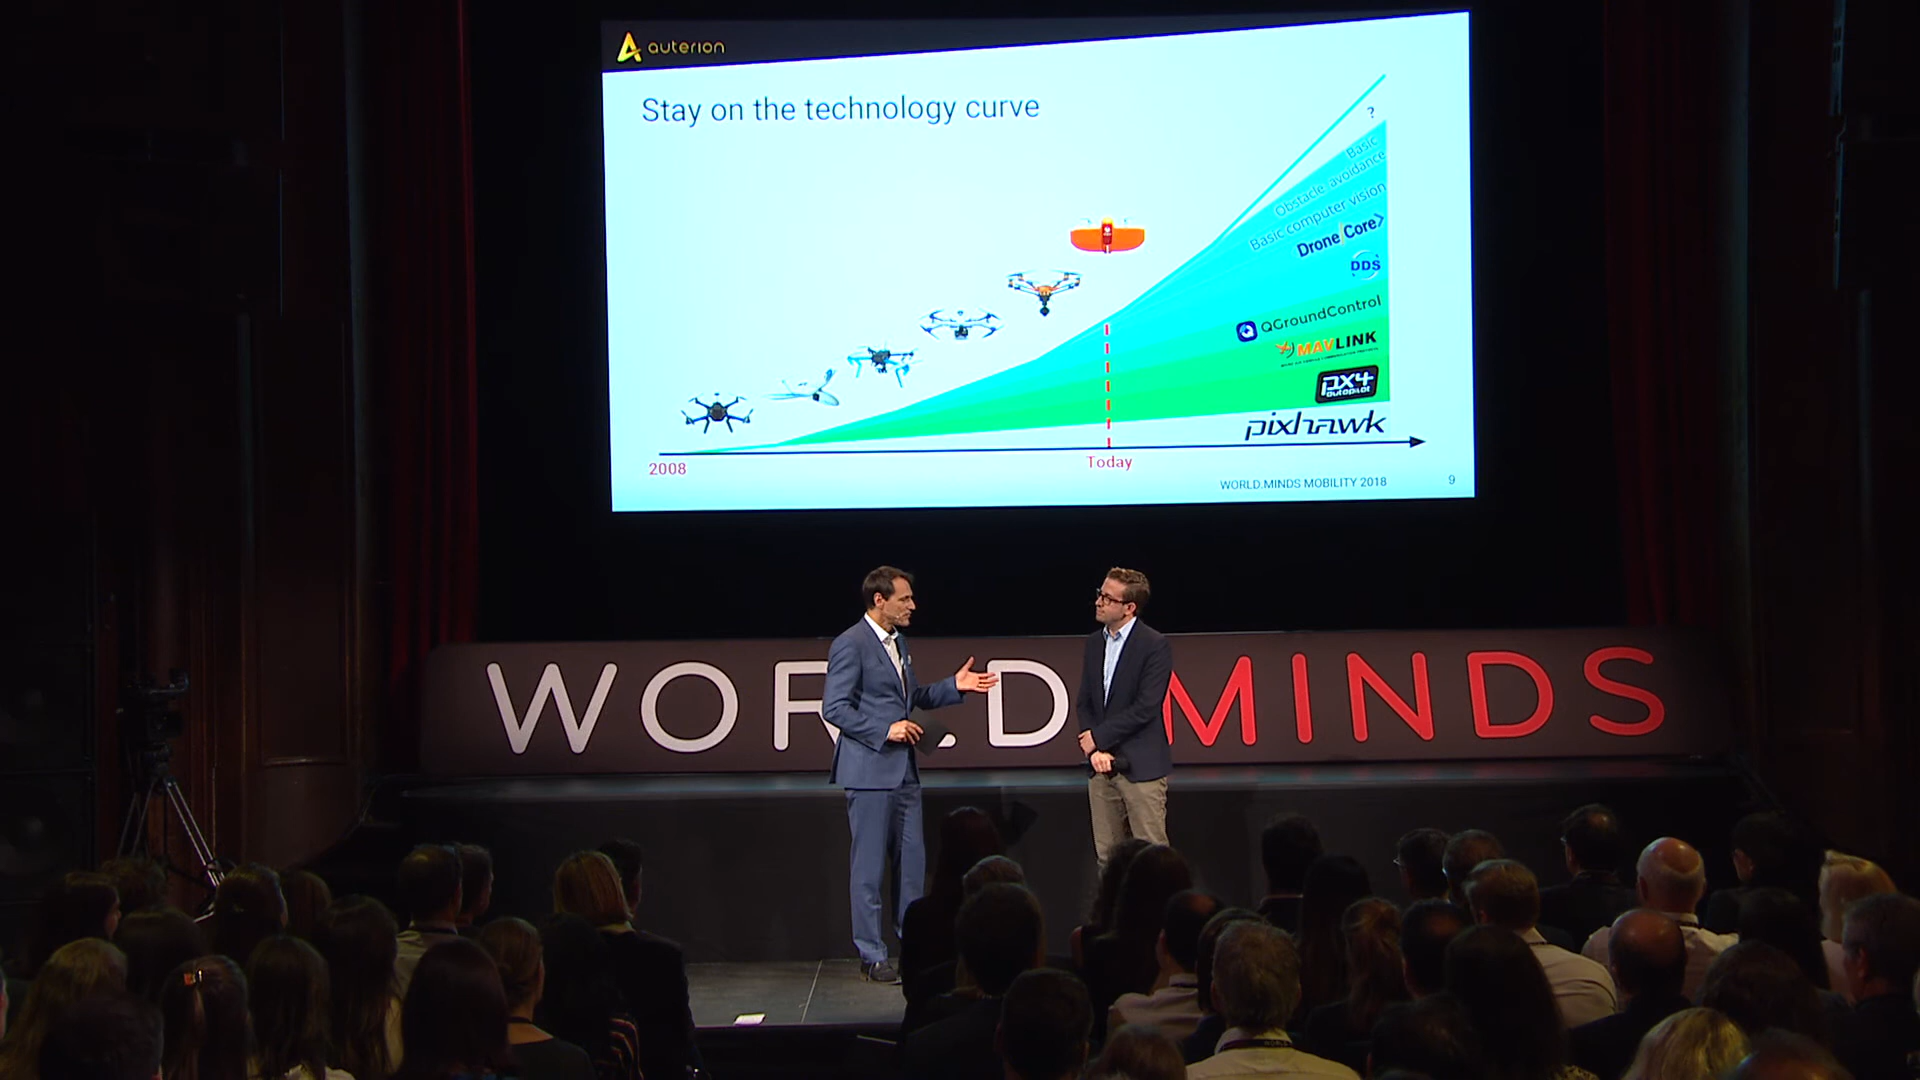 auterion
Stay on the technology curve
?
Basic
Obstacle avoidance
Basic computer vision
Drone Core>
DDS
QGroundControl
MAVLINK
px4
autopilot
pixhawk
2008
Today
WORLD.MINDS MOBILITY 2018
9
WOR D MINDS